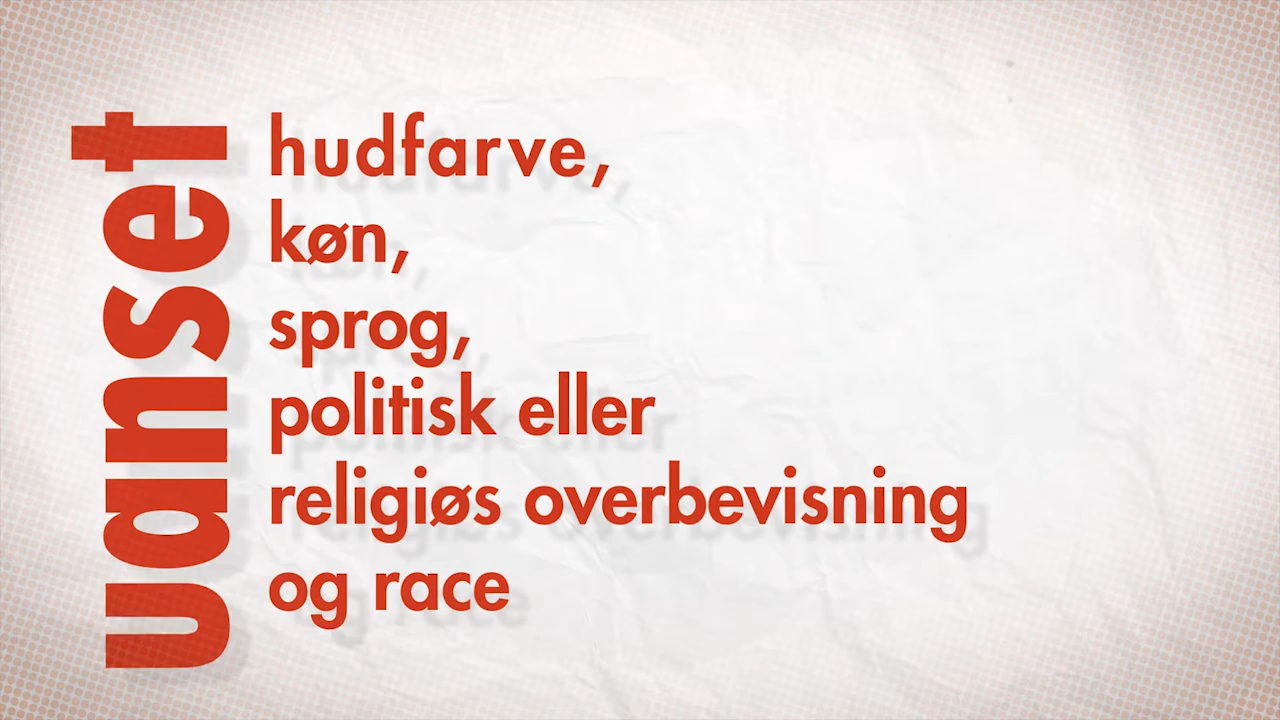 uanset
hudfarve,
køn,
sprog,
politisk eller
religiøs overbevisning
og race